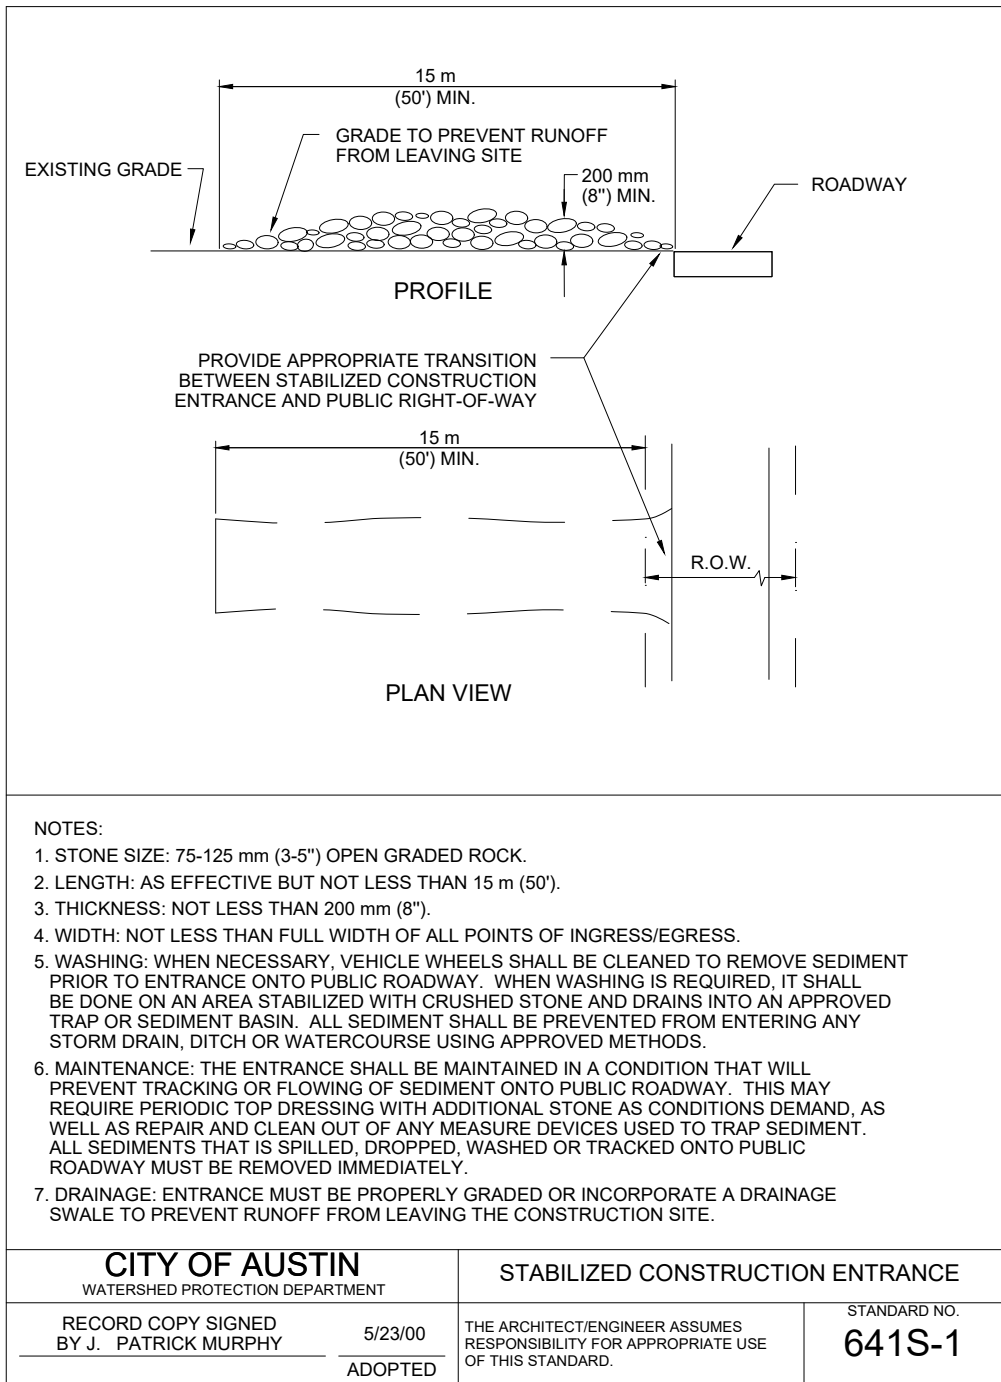 15 m
(50') MIN.
GRADE TO PREVENT RUNOFF
FROM LEAVING SITE
EXISTING GRADE
200 mm
(8") MIN.
ROADWAY
PROFILE
PROVIDE APPROPRIATE TRANSITION
BETWEEN STABILIZED CONSTRUCTION
ENTRANCE AND PUBLIC RIGHT-OF-WAY
15 m
(50') MIN.
R.O.W.
PLAN VIEW
NOTES:
1. STONE SIZE: 75-125 mm (3-5") OPEN GRADED ROCK.
2. LENGTH: AS EFFECTIVE BUT NOT LESS THAN 15 m (50').
3. THICKNESS: NOT LESS THAN 200 mm (8").
4. WIDTH: NOT LESS THAN FULL WIDTH OF ALL POINTS OF INGRESS/EGRESS.
5. WASHING: WHEN NECESSARY, VEHICLE WHEELS SHALL BE CLEANED TO REMOVE SEDIMENT
PRIOR TO ENTRANCE ONTO PUBLIC ROADWAY. WHEN WASHING IS REQUIRED, IT SHALL
BE DONE ON AN AREA STABILIZED WITH CRUSHED STONE AND DRAINS INTO AN APPROVED
TRAP OR SEDIMENT BASIN. ALL SEDIMENT SHALL BE PREVENTED FROM ENTERING ANY
STORM DRAIN, DITCH OR WATERCOURSE USING APPROVED METHODS.
6. MAINTENANCE: THE ENTRANCE SHALL BE MAINTAINED IN A CONDITION THAT WILL
PREVENT TRACKING OR FLOWING OF SEDIMENT ONTO PUBLIC ROADWAY. THIS MAY
REQUIRE PERIODIC TOP DRESSING WITH ADDITIONAL STONE AS CONDITIONS DEMAND, AS
WELL AS REPAIR AND CLEAN OUT OF ANY MEASURE DEVICES USED TO TRAP SEDIMENT.
ALL SEDIMENTS THAT IS SPILLED, DROPPED, WASHED OR TRACKED ONTO PUBLIC
ROADWAY MUST BE REMOVED IMMEDIATELY.
7. DRAINAGE: ENTRANCE MUST BE PROPERLY GRADED OR INCORPORATE A DRAINAGE
SWALE TO PREVENT RUNOFF FROM LEAVING THE CONSTRUCTION SITE.
CITY OF AUSTIN
WATERSHED PROTECTION DEPARTMENT
STABILIZED CONSTRUCTION ENTRANCE
RECORD COPY SIGNED
BY J. PATRICK MURPHY
5/23/00
ADOPTED
THE ARCHITECT/ENGINEER ASSUMES
RESPONSIBILITY FOR APPROPRIATE USE
OF THIS STANDARD.
STANDARD NO.
641S-1